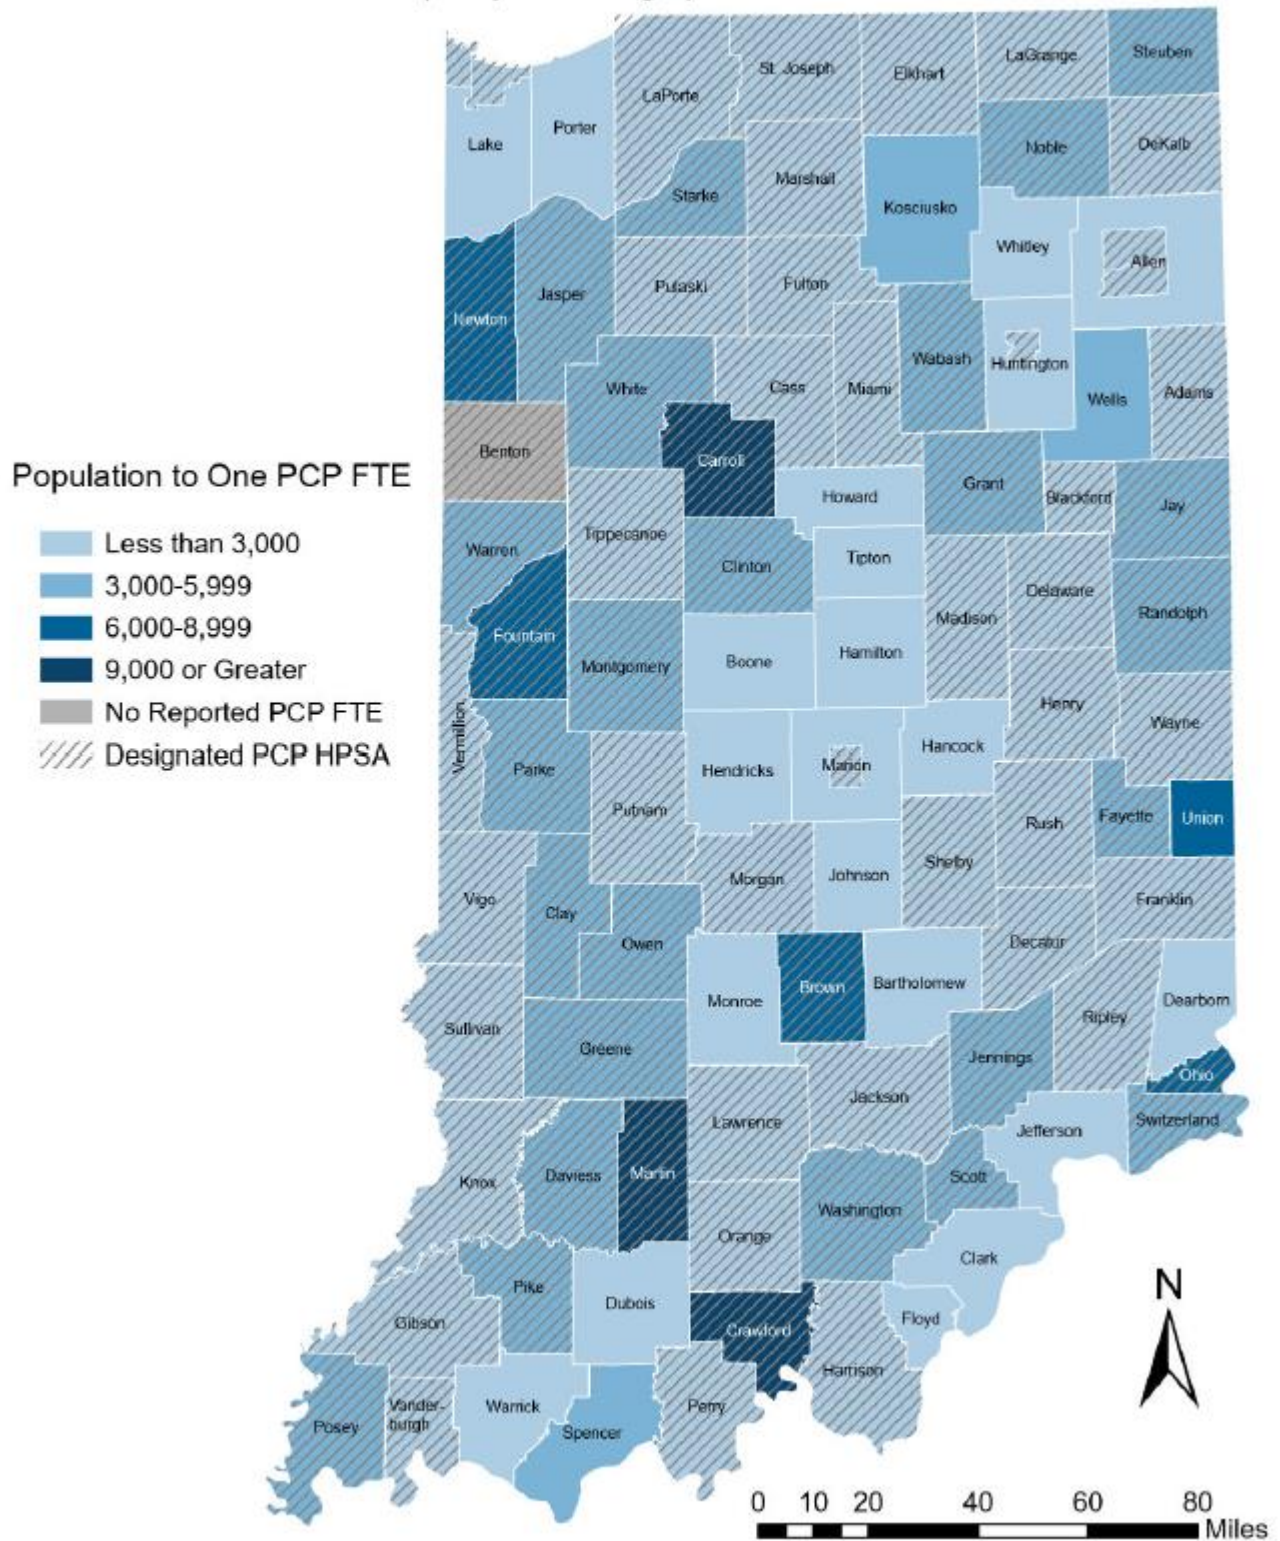 Steuben
LaGrange
St. Joseph
Elkhart
LaPorte
Porter
Lake
DeKalb
Noble
Marshall
Starke
Kosciusko
Whitley
Allen
Pulaski
Fulton
Jasper
Newton
Wabash
Huntington
White
Cass
Miami
Wells
Adams
Benton
Carroll
Population to One PCP FTE
Less than 3,000
3,000-5,999
6,000-8,999
9,000 or Greater
No Reported PCP FTE
Designated PCP HPSA
Grant
Howard
Blackford
Jay
Tippecanoe
Warren
Clinton
Tipton
Delaware
Randolph
Madison
Fountain
Montgomery
Boone
Hamilton
Henry
Wayne
Vermillion
Parke
Hendricks
Marion
Hancock
Putnam
Rush
Fayette
Union
Shelby
Morgan
Johnson
Vigo
Clay
Franklin
Owen
Decatur
Monroe
Brown
Bartholomew
Dearborn
Sullivan
Greene
Ripley
Jennings
Ohio
Jackson
Lawrence
Jefferson
Switzerland
Knox
Daviess
Martin
Scott
Washington
Orange
Clark
N
Pike
Dubois
Gibson
Crawford
Floyd
Harrison
Posey
Vander-
burgh
Warrick
Spencer
Perry
0 10 20 40 60 80
Miles